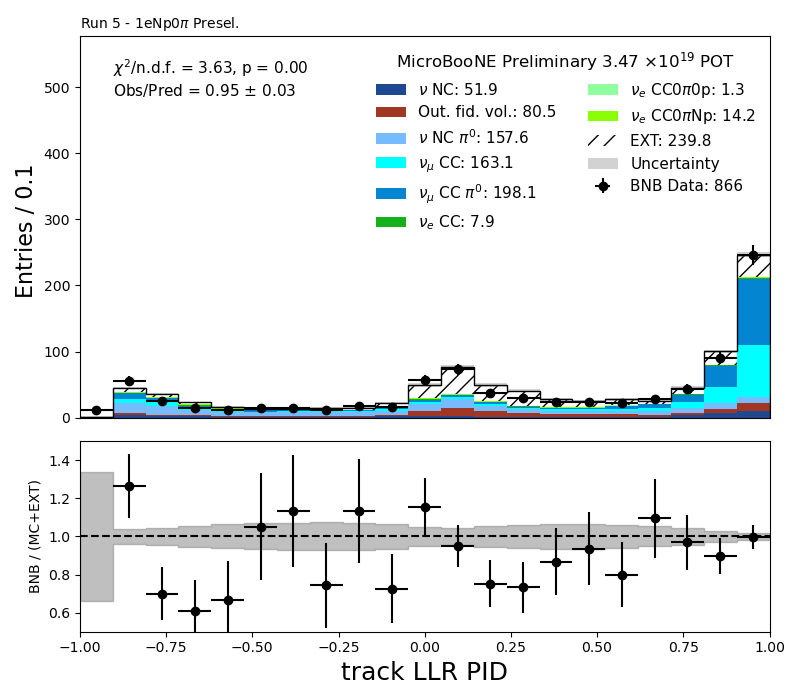 Run 5 - 1eNp0π Presel.
χ²/n.d.f. = 3.63, p = 0.00
Obs/Pred = 0.95 ± 0.03
MicroBooNE Preliminary 3.47 ×10¹⁹ POT
ν NC: 51.9
Out. fid. vol.: 80.5
ν NC π⁰: 157.6
ν_μ CC: 163.1
ν_μ CC π⁰: 198.1
ν_e CC: 7.9
ν_e CC0π0p: 1.3
ν_e CC0πNp: 14.2
EXT: 239.8
Uncertainty
BNB Data: 866
Entries / 0.1
500
400
300
200
100
0
BNB / (MC+EXT)
1.4
1.2
1.0
0.8
0.6
−1.00 −0.75 −0.50 −0.25 0.00 0.25 0.50 0.75 1.00
track LLR PID